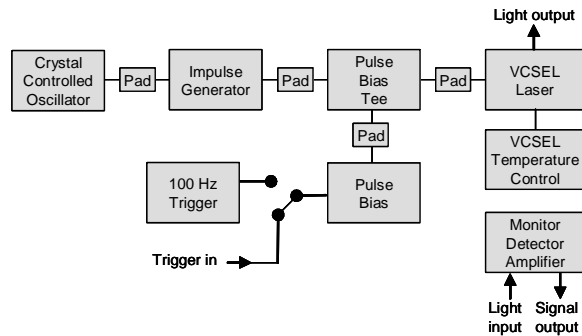 Light output
Crystal
Controlled
Oscillator
Pad
Impulse
Generator
Pad
Pulse
Bias
Tee
Pad
VCSEL
Laser
Pad
VCSEL
Temperature
Control
100 Hz
Trigger
Pulse
Bias
Trigger in
Monitor
Detector
Amplifier
Light
input
Signal
output